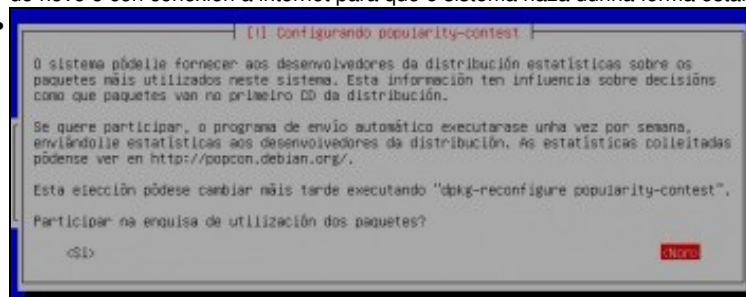 de novo e con conexión a internet para que o sistema
[!] Configurando popularity-contest
O sistema pódelle fornecer aos desenvolvedores da distribución estatísticas sobre os
paquetes máis utilizados neste sistema. Esta información ten influencia sobre decisións
como que paquetes van no primeiro CD da distribución.
Se quere participar, o programa de envío automático executarase unha vez por semana,
enviándolle estatísticas aos desenvolvedores da distribución. As estatísticas colleitadas
pódense ver en http://popcon.debian.org/.
Esta elección pódese cambiar máis tarde executando "dpkg-reconfigure popularity-contest".
Participar na enquisa de utilización dos paquetes?
<Si> <Non>